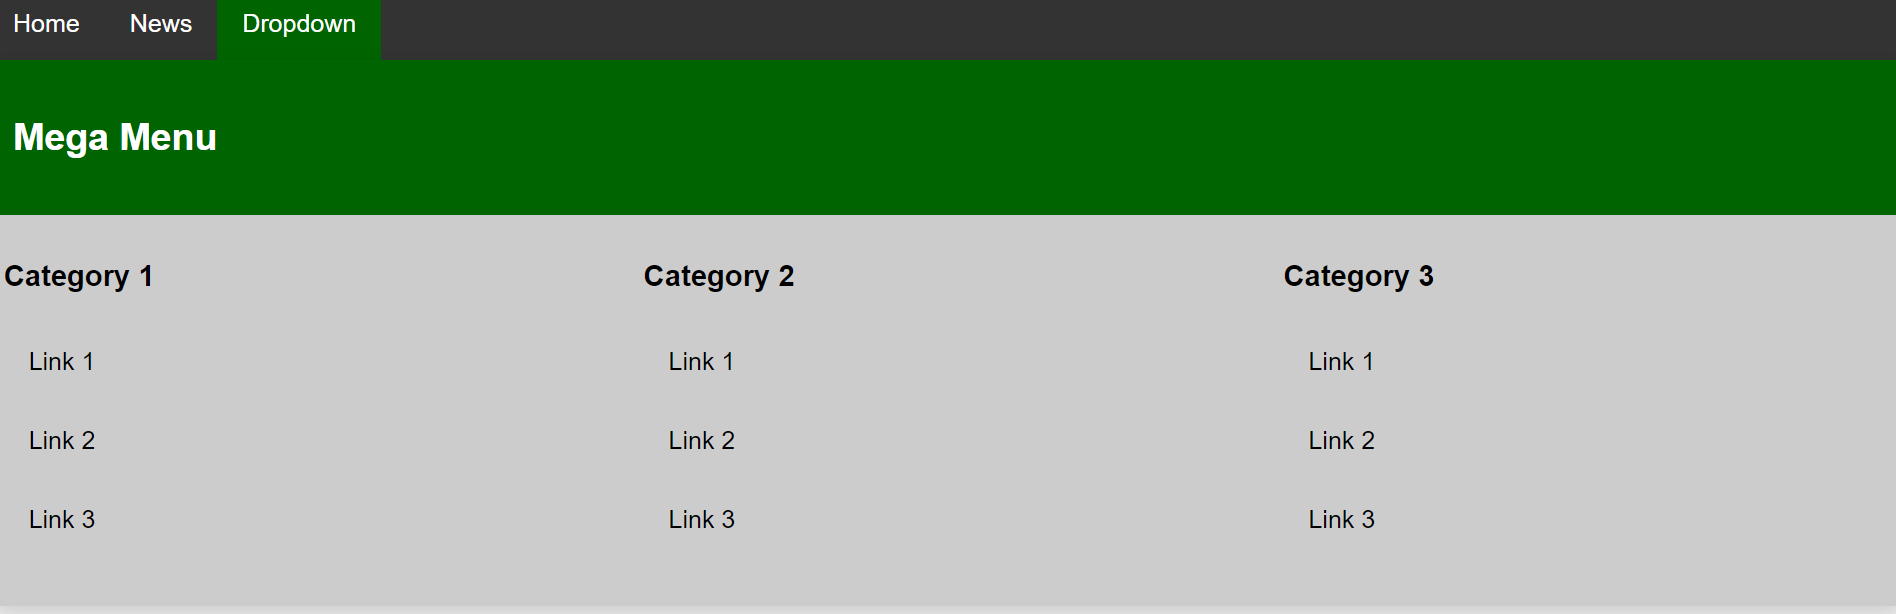 Home News Dropdown
Mega Menu
Category 1 Category 2 Category 3
Link 1 Link 1 Link 1
Link 2 Link 2 Link 2
Link 3 Link 3 Link 3